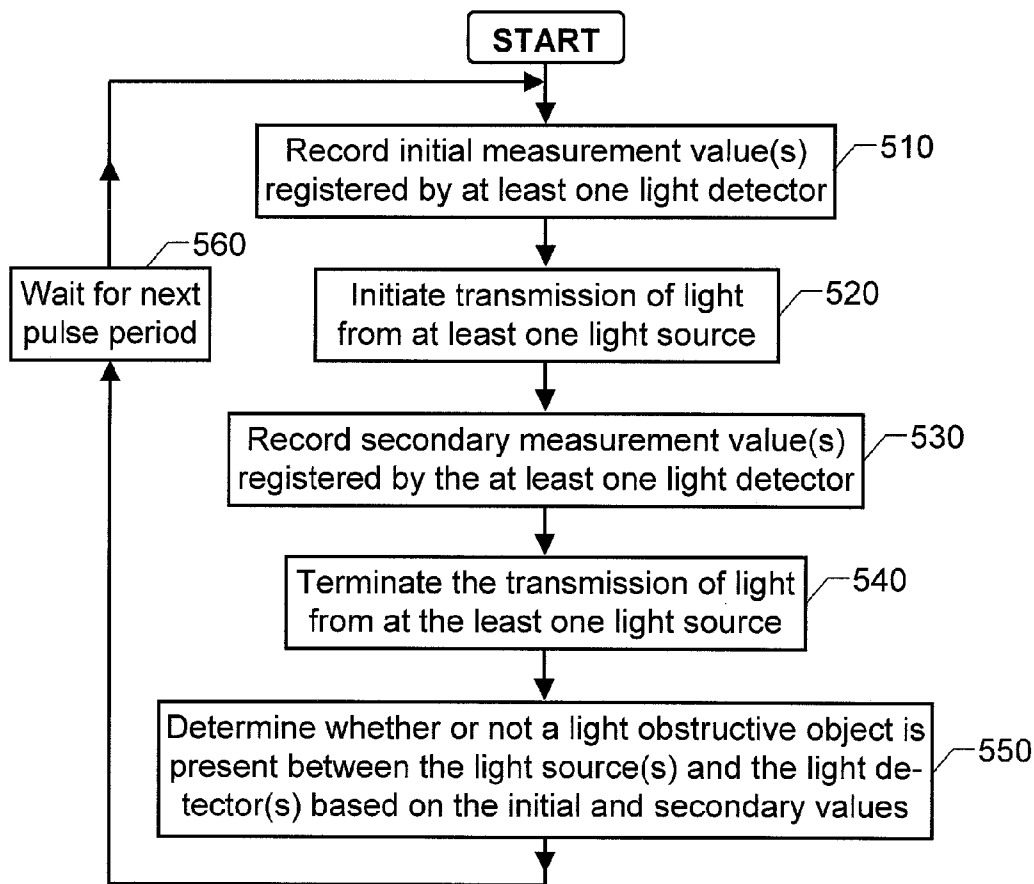 START
Record initial measurement value(s)
registered by at least one light detector
510
Initiate transmission of light
from at least one light source
520
Record secondary measurement value(s)
registered by the at least one light detector
530
Terminate the transmission of light
from at the least one light source
540
Determine whether or not a light obstructive object is
present between the light source(s) and the light de-
tector(s) based on the initial and secondary values
550
Wait for next
pulse period
560